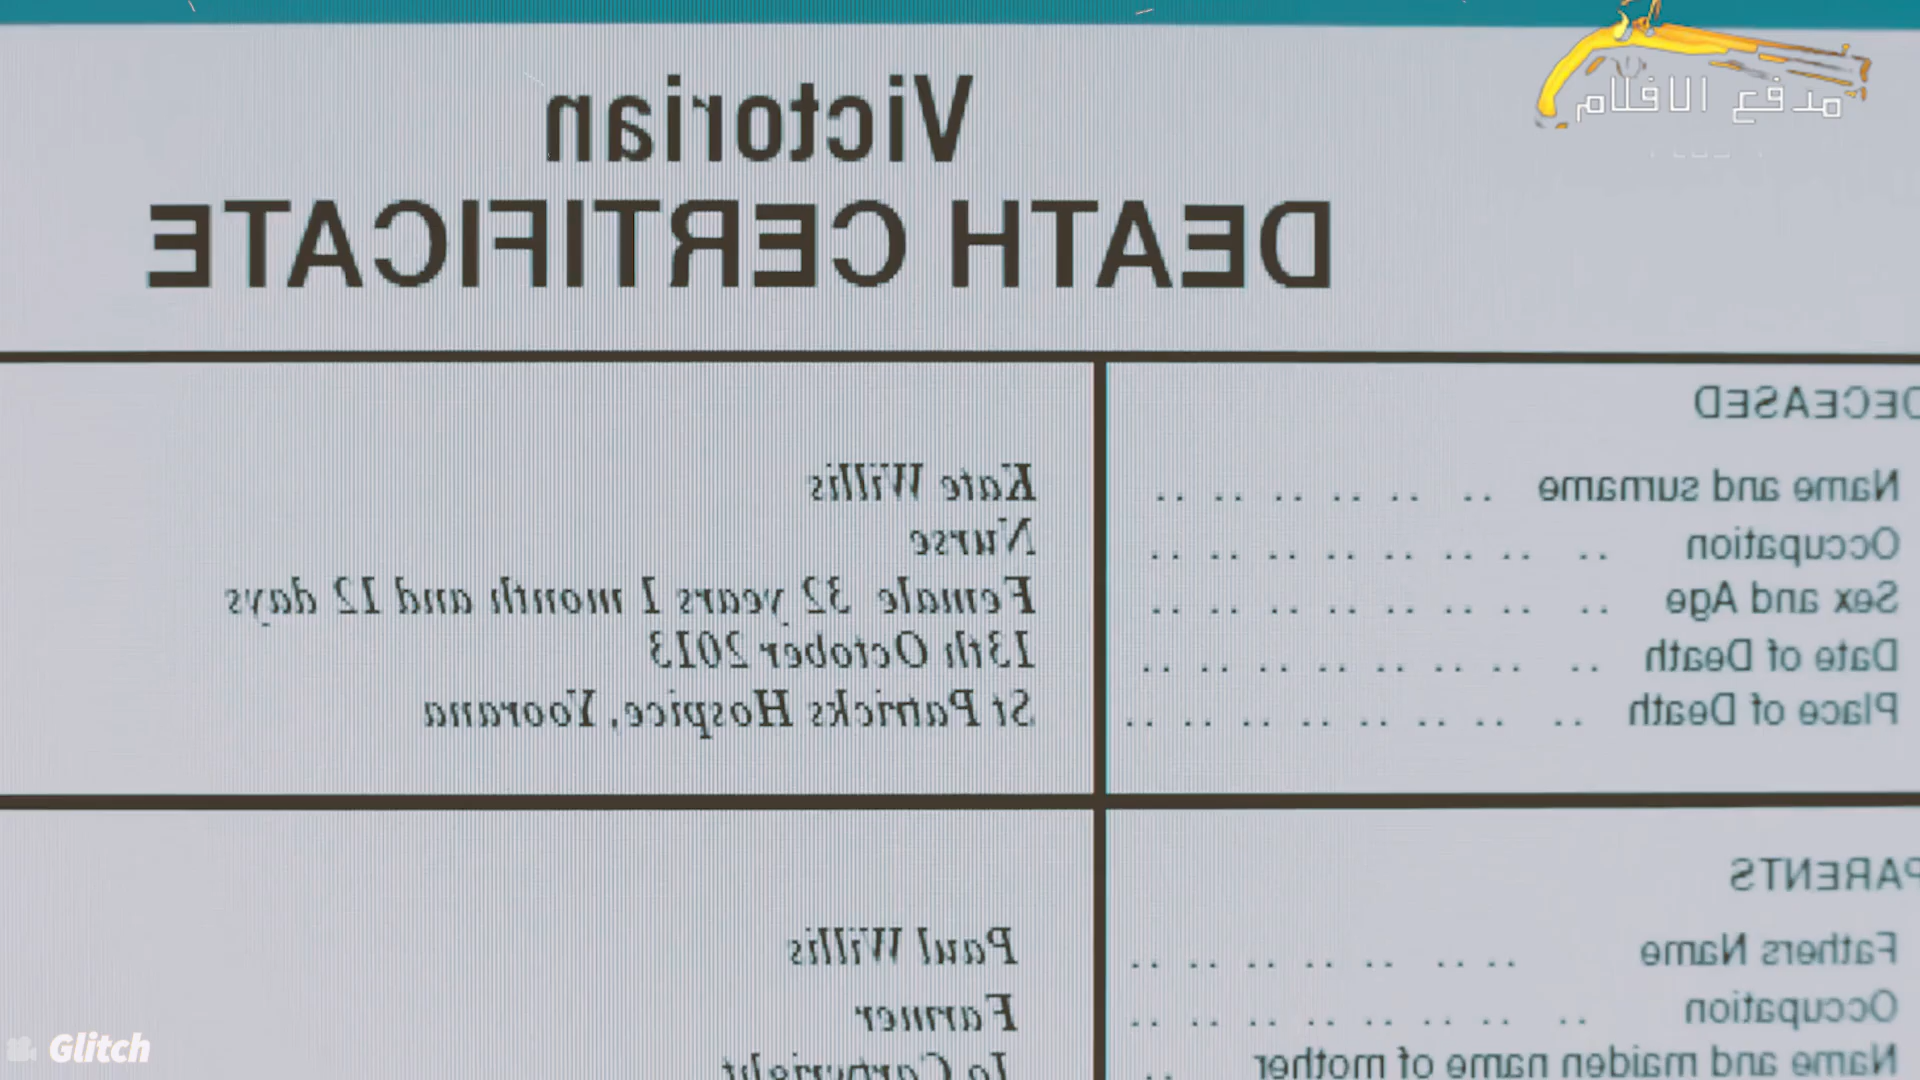 مدفع الافلام
Victorian
DEATH CERTIFICATE
DECEASED
Name and surname .. .. .. .. .. .. Kate Willis
Occupation .. .. .. .. .. .. .. .. Nurse
Sex and Age .. .. .. .. .. .. .. .. Female 32 years 1 month and 12 days
Date of Death .. .. .. .. .. .. .. .. 13th October 2013
Place of Death .. .. .. .. .. .. .. .. St Patricks Hospice, Yoorana
PARENTS
Fathers Name .. .. .. .. .. .. .. Paul Willis
Occupation .. .. .. .. .. .. .. .. Farmer
Name and maiden name of mother .. Jo Cartwright
Glitch